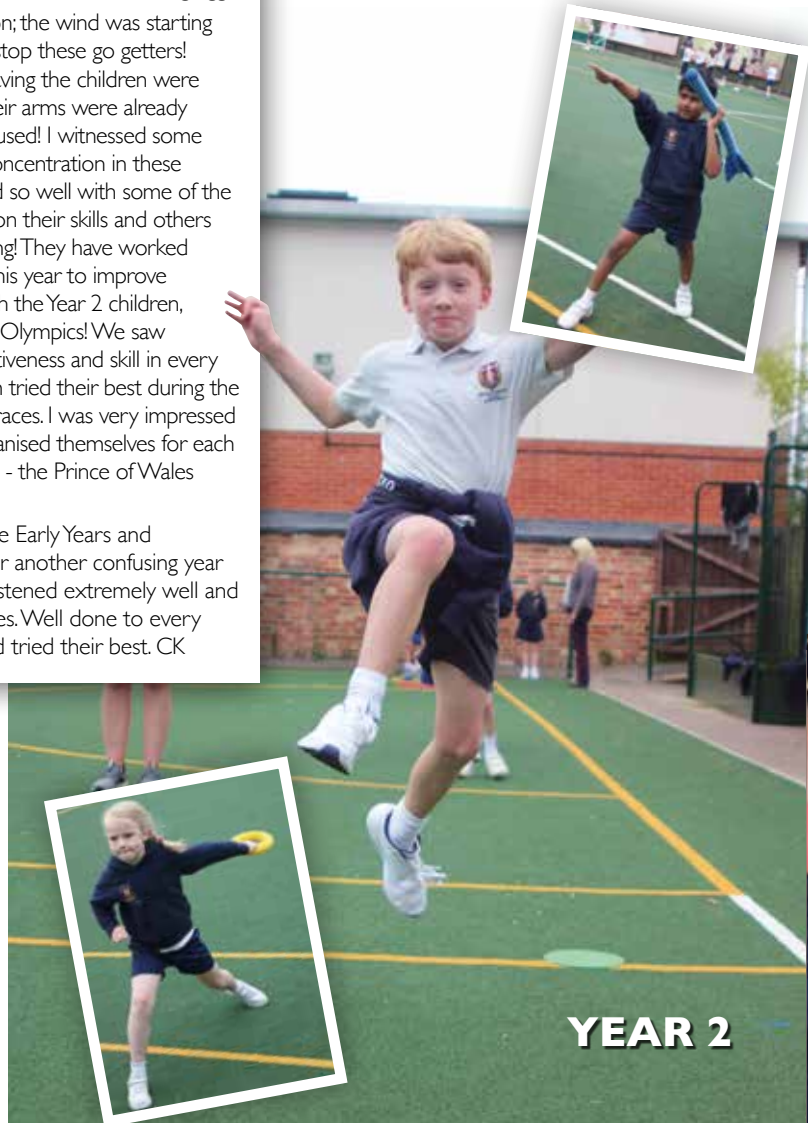 on; the wind was starting
stop these go getters!
ving the children were
eir arms were already
used! I witnessed some
oncentration in these
d so well with some of the
on their skills and others
ng! They have worked
his year to improve
n the Year 2 children,
Olympics! We saw
tiveness and skill in every
n tried their best during the
races. I was very impressed
anised themselves for each
- the Prince of Wales
e Early Years and
r another confusing year
stened extremely well and
es. Well done to every
d tried their best. CK
YEAR 2